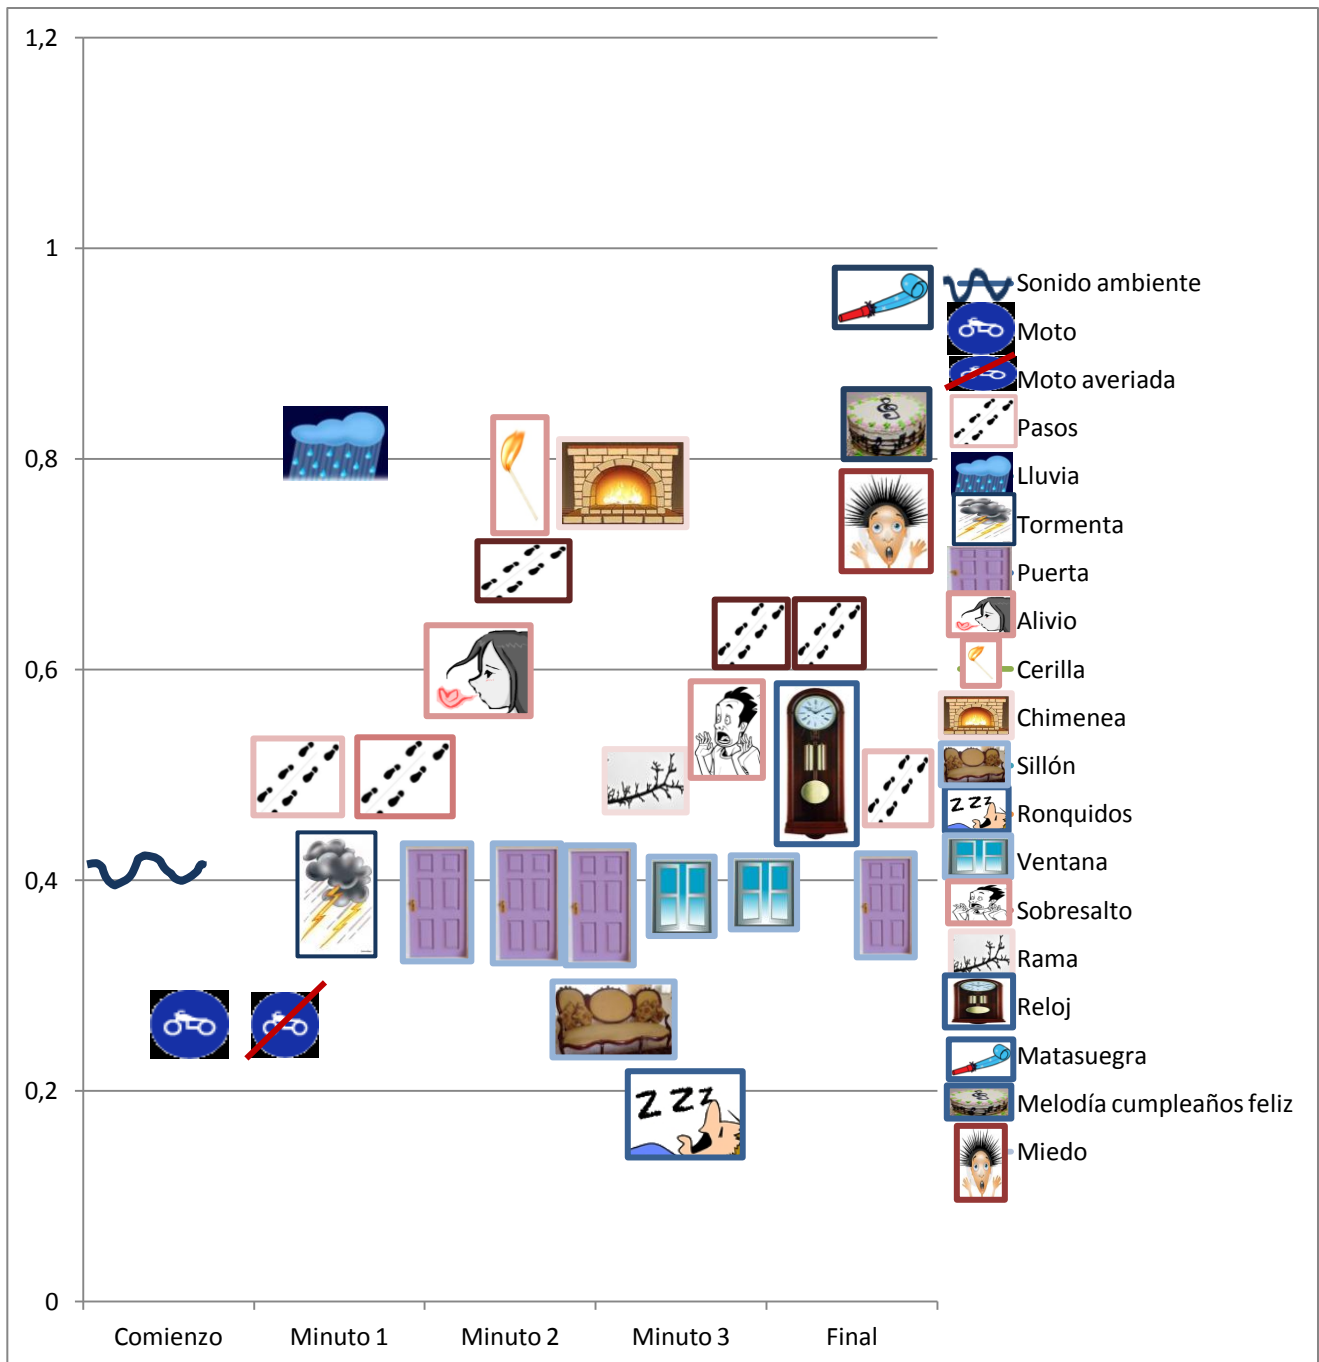 1,2
1
0,8
0,6
0,4
0,2
0
Comienzo
Minuto 1
Minuto 2
Minuto 3
Final
Sonido ambiente
Moto
Moto averiada
Pasos
Lluvia
Tormenta
Puerta
Alivio
Cerilla
Chimenea
Sillón
Ronquidos
Ventana
Sobresalto
Rama
Reloj
Matasuegra
Melodía cumpleaños feliz
Miedo
Z Z Z
z z z